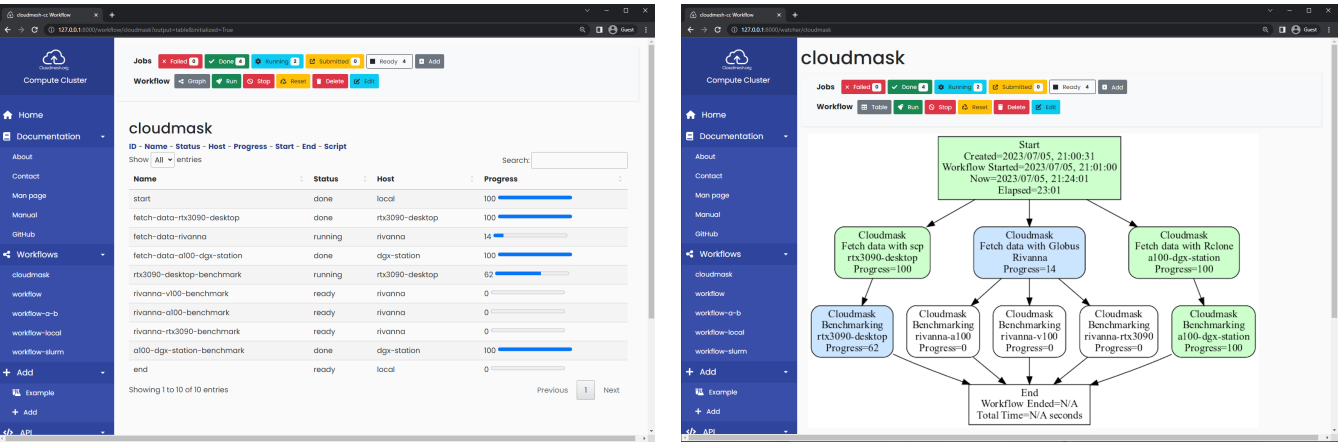 cloudmesh-cc Workflow
127.0.0.1:8000/workflow/cloudmask?output=table&initialized=True
Guest
Cloudmesh.org
Compute Cluster
Home
Documentation
About
Contact
Man page
Manual
GitHub
Workflows
cloudmask
workflow
workflow-a-b
workflow-local
workflow-slurm
Add
Example
Add
API
Jobs Failed 0 Done 4 Running 2 Submitted 0 Ready 4 Add
Workflow Graph Run Stop Reset Delete Edit
cloudmask
ID - Name - Status - Host - Progress - Start - End - Script
Show All entries Search:
Name Status Host Progress
start done local 100
fetch-data-rtx3090-desktop done rtx3090-desktop 100
fetch-data-rivanna running rivanna 14
fetch-data-a100-dgx-station done dgx-station 100
rtx3090-desktop-benchmark running rtx3090-desktop 62
rivanna-v100-benchmark ready rivanna 0
rivanna-a100-benchmark ready rivanna 0
rivanna-rtx3090-benchmark ready rivanna 0
a100-dgx-station-benchmark done dgx-station 100
end ready local 0
Showing 1 to 10 of 10 entries Previous 1 Next
cloudmesh-cc Workflow
127.0.0.1:8000/watcher/cloudmask
Guest
Cloudmesh.org
Compute Cluster
Home
Documentation
About
Contact
Man page
Manual
GitHub
Workflows
cloudmask
workflow
workflow-a-b
workflow-local
workflow-slurm
Add
Example
Add
API
cloudmask
Jobs Failed 0 Done 4 Running 2 Submitted 0 Ready 4 Add
Workflow Table Run Stop Reset Delete Edit
Start
Created=2023/07/05, 21:00:31
Workflow Started=2023/07/05, 21:01:00
Now=2023/07/05, 21:24:01
Elapsed=23:01
Cloudmask
Fetch data with scp
rtx3090-desktop
Progress=100
Cloudmask
Fetch data with Globus
Rivanna
Progress=14
Cloudmask
Fetch data with Rclone
a100-dgx-station
Progress=100
Cloudmask
Benchmarking
rtx3090-desktop
Progress=62
Cloudmask
Benchmarking
rivanna-a100
Progress=0
Cloudmask
Benchmarking
rivanna-v100
Progress=0
Cloudmask
Benchmarking
rivanna-rtx3090
Progress=0
Cloudmask
Benchmarking
a100-dgx-station
Progress=100
End
Workflow Ended=N/A
Total Time=N/A seconds